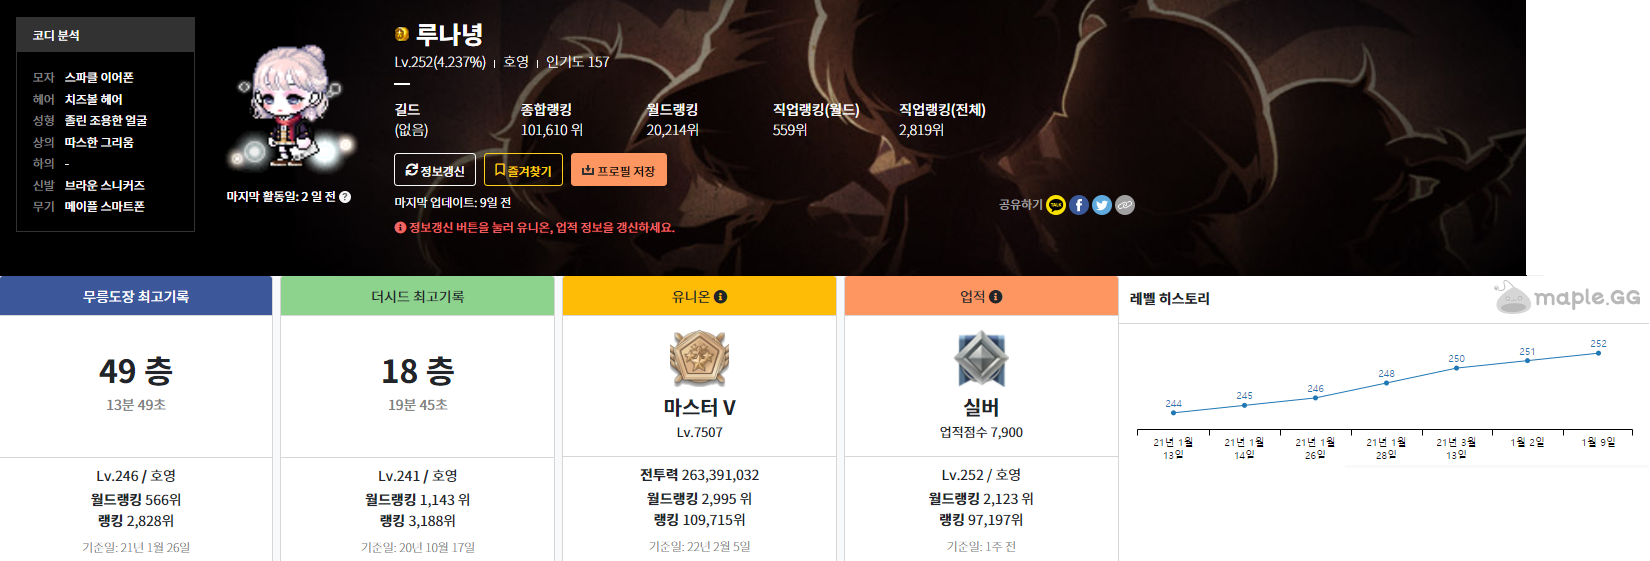 코디 분석
모자 스파클 이어폰
헤어 치즈볼 헤어
성형 졸린 조용한 얼굴
상의 따스한 그리움
하의 -
신발 브라운 스니커즈
무기 메이플 스마트폰
마지막 활동일: 2 일 전 ?
루나녕
Lv.252(4.237%) | 호영 | 인기도 157
길드 종합랭킹 월드랭킹 직업랭킹(월드) 직업랭킹(전체)
(없음) 101,610 위 20,214위 559위 2,819위
정보갱신 즐겨찾기 프로필 저장
마지막 업데이트: 9일 전
정보갱신 버튼을 눌러 유니온, 업적 정보을 갱신하세요.
공유하기 TALK
무릉도장 최고기록
49 층
13분 49초
Lv.246 / 호영
월드랭킹 566위
랭킹 2,828위
기준일: 21년 1월 26일
더시드 최고기록
18 층
19분 45초
Lv.241 / 호영
월드랭킹 1,143 위
랭킹 3,188위
기준일: 20년 10월 17일
유니온
마스터 V
Lv.7507
전투력 263,391,032
월드랭킹 2,995 위
랭킹 109,715위
기준일: 22년 2월 5일
업적
실버
업적점수 7,900
Lv.252 / 호영
월드랭킹 2,123 위
랭킹 97,197위
기준일: 1주 전
레벨 히스토리
maple.GG
244 245 246 248 250 251 252
21년 1월 21년 1월 21년 1월 21년 1월 21년 3월 1월 2일 1월 9일
13일 14일 26일 28일 13일